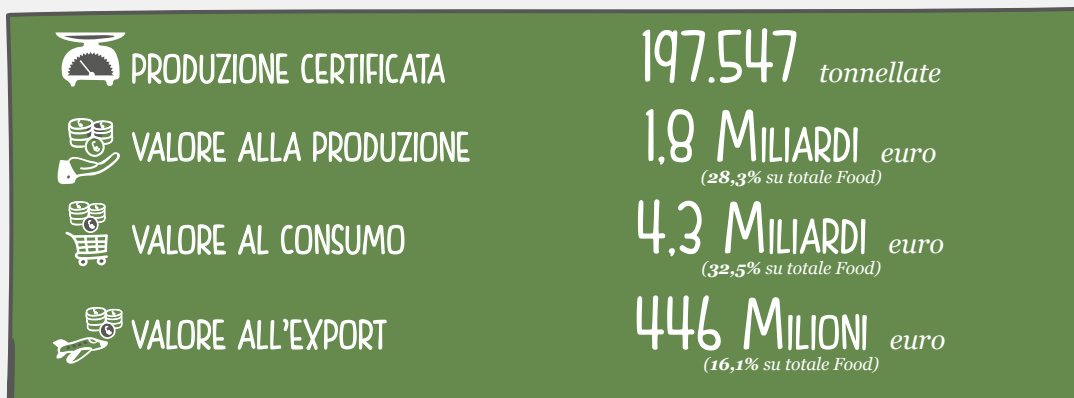 PRODUZIONE CERTIFICATA 197.547 tonnellate
VALORE ALLA PRODUZIONE 1,8 MILIARDI euro
(28,3% su totale Food)
VALORE AL CONSUMO 4,3 MILIARDI euro
(32,5% su totale Food)
VALORE ALL'EXPORT 446 MILIONI euro
(16,1% su totale Food)